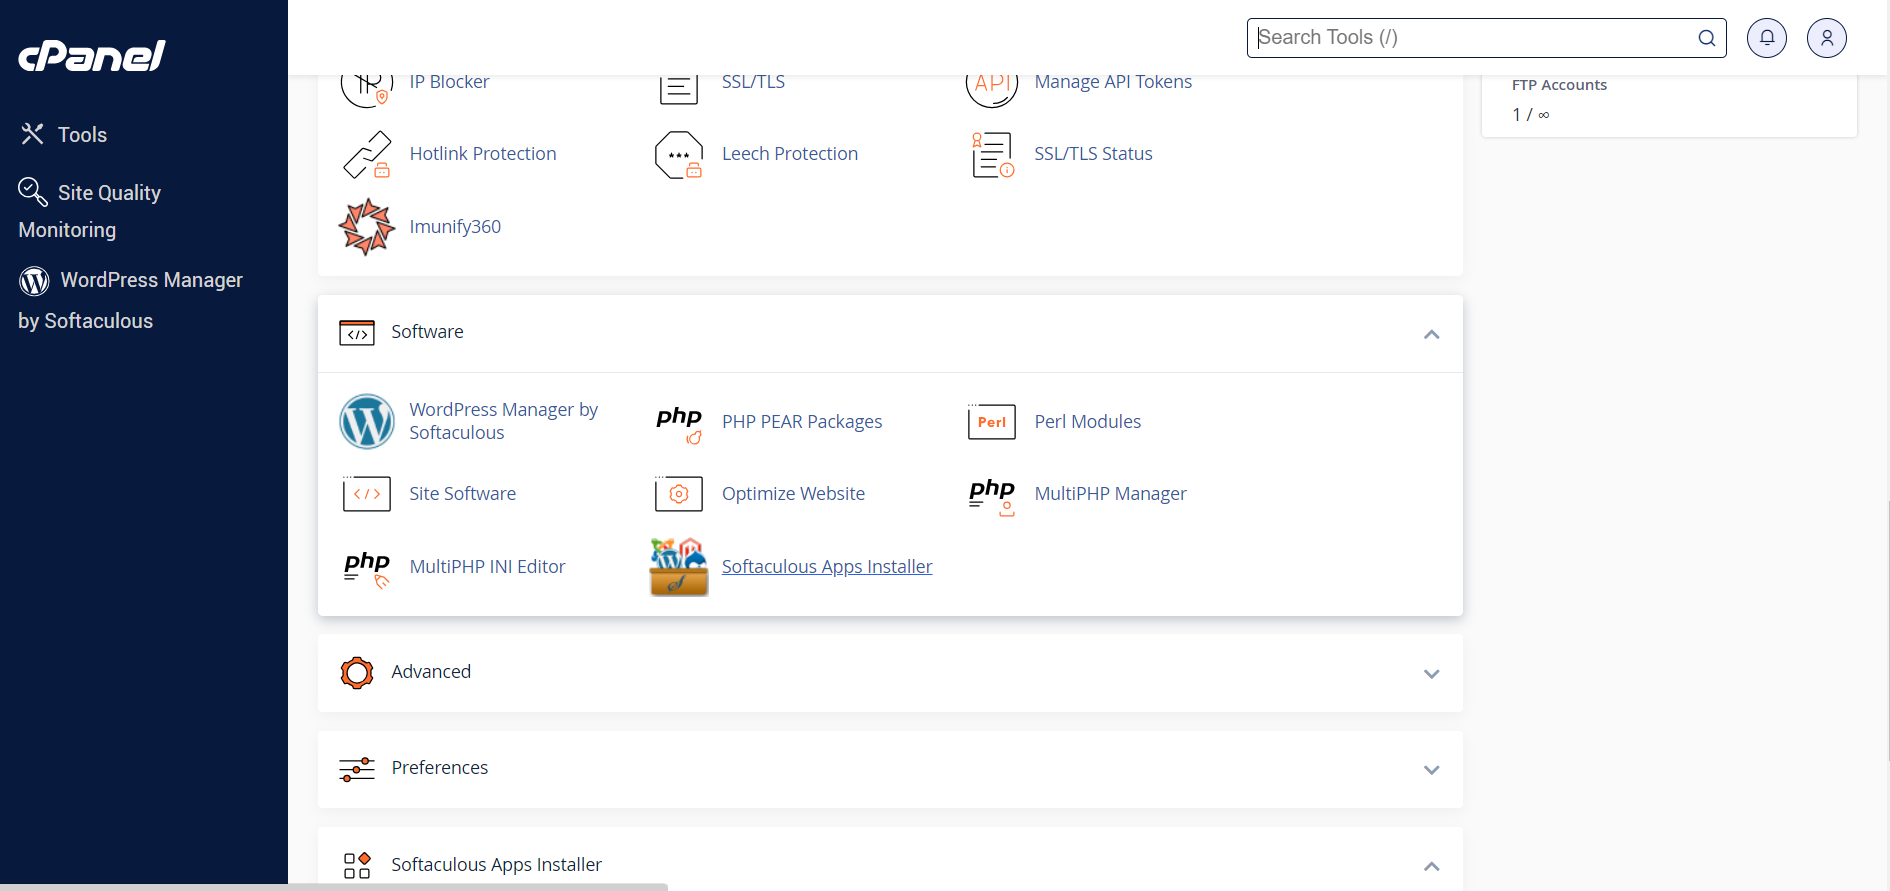 cPanel
Search Tools (/)
Tools
Site Quality
Monitoring
WordPress Manager
by Softaculous
IP Blocker
SSL/TLS
API
Manage API Tokens
FTP Accounts
1 / ∞
Hotlink Protection
***
Leech Protection
SSL/TLS Status
Imunify360
</> Software
WordPress Manager by
Softaculous
php
PHP PEAR Packages
Perl
Perl Modules
</>
Site Software
Optimize Website
php
MultiPHP Manager
php
MultiPHP INI Editor
Softaculous Apps Installer
Advanced
Preferences
Softaculous Apps Installer